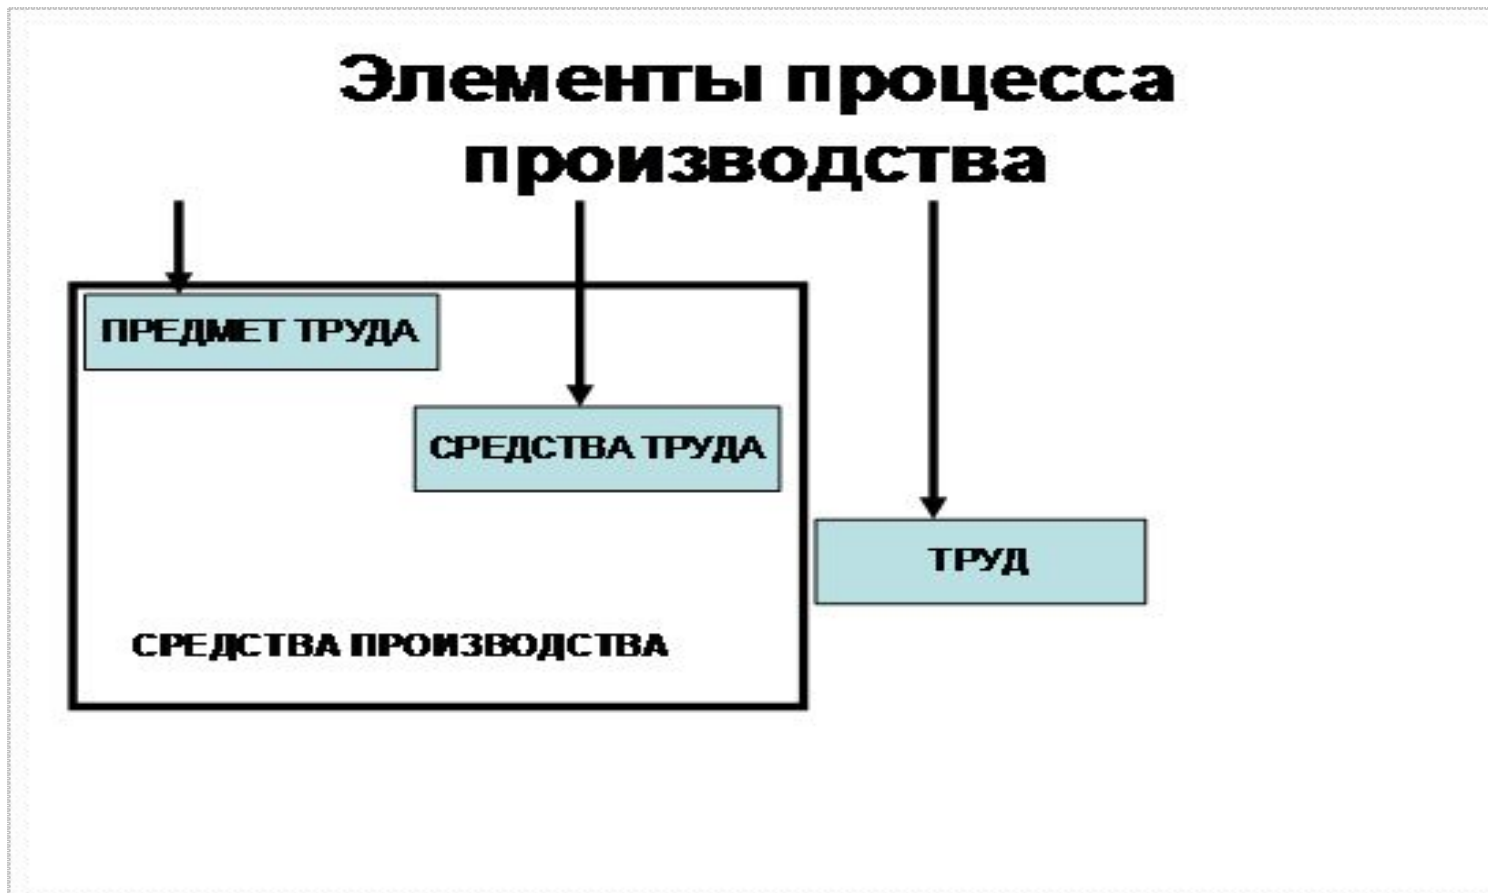 Элементы процесса
производства
ПРЕДМЕТ ТРУДА
СРЕДСТВА ТРУДА
ТРУД
СРЕДСТВА ПРОИЗВОДСТВА